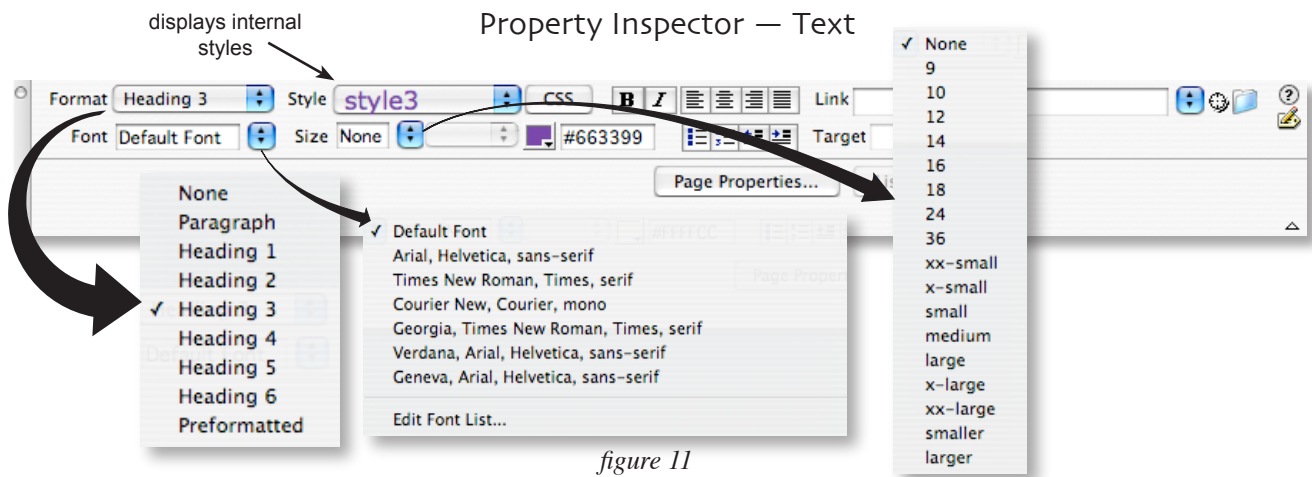 displays internal
styles
Property Inspector — Text
Format Heading 3 Style style3 CSS B I Link
Font Default Font Size None #663399 Target
Page Properties...
None
Paragraph
Heading 1
Heading 2
✓ Heading 3
Heading 4
Heading 5
Heading 6
Preformatted
✓ Default Font
Arial, Helvetica, sans-serif
Times New Roman, Times, serif
Courier New, Courier, mono
Georgia, Times New Roman, Times, serif
Verdana, Arial, Helvetica, sans-serif
Geneva, Arial, Helvetica, sans-serif
Edit Font List...
✓ None
9
10
12
14
16
18
24
36
xx-small
x-small
small
medium
large
x-large
xx-large
smaller
larger
figure 11